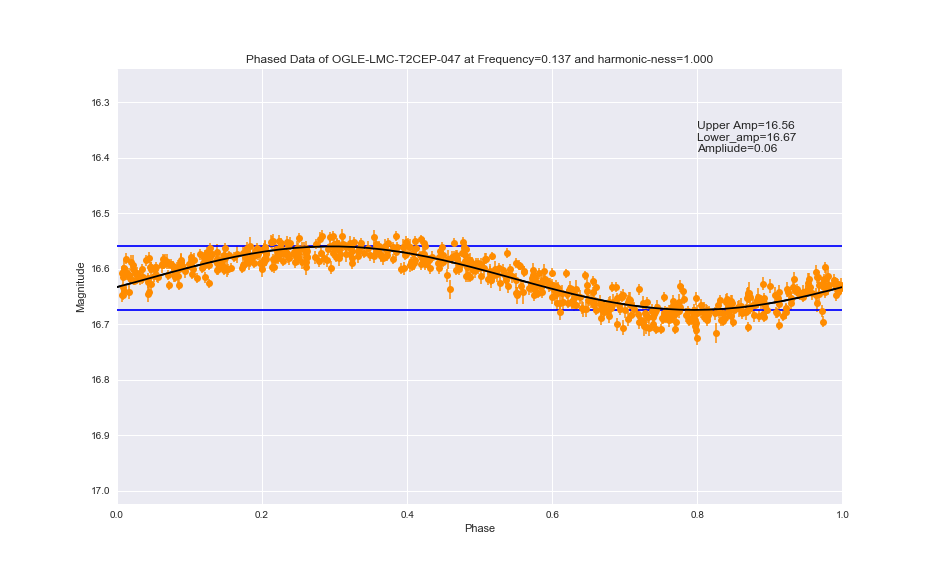 Phased Data of OGLE-LMC-T2CEP-047 at Frequency=0.137 and harmonic-ness=1.000
Upper Amp=16.56
Lower_amp=16.67
Ampliude=0.06
Magnitude
16.3
16.4
16.5
16.6
16.7
16.8
16.9
17.0
0.0 0.2 0.4 0.6 0.8 1.0
Phase